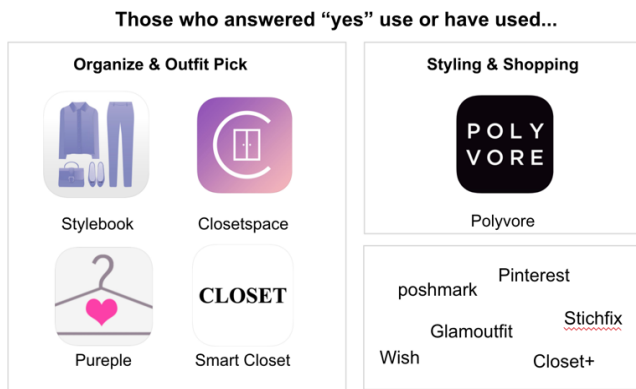 Those who answered “yes” use or have used...
Organize & Outfit Pick
Stylebook
Closetspace
CLOSET
Pureple
Smart Closet
Styling & Shopping
POLY
VORE
Polyvore
Pinterest
poshmark
Stichfix
Glamoutfit
Wish
Closet+